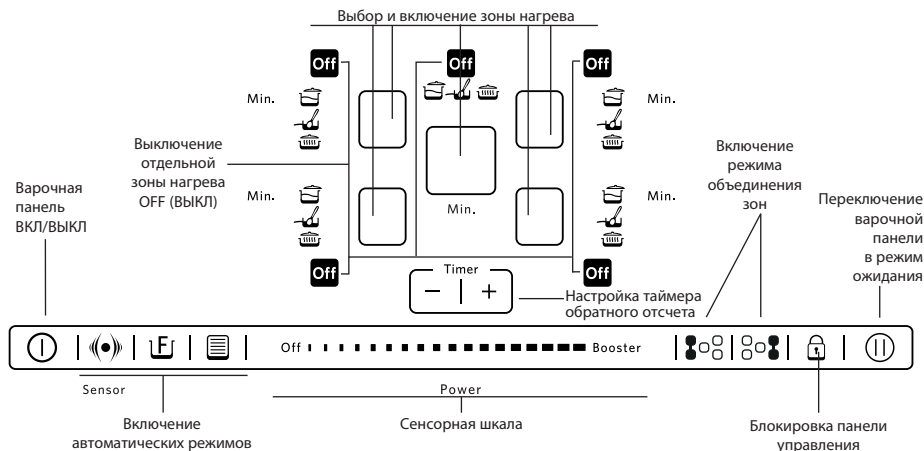 Выбор и включение зоны нагрева
Off
Off
Off
Min.
Min.
Выключение
отдельной
зоны нагрева
OFF (ВЫКЛ)
Включение
режима
объединения
зон
Варочная
панель
ВКЛ/ВЫКЛ
Min.
Min.
Min.
Переключение
варочной
панели
в режим
ожидания
Off
Timer
Off
− +
Настройка таймера
обратного отсчета
F
Off
Booster
Sensor
Power
Включение
автоматических режимов
Сенсорная шкала
Блокировка панели
управления